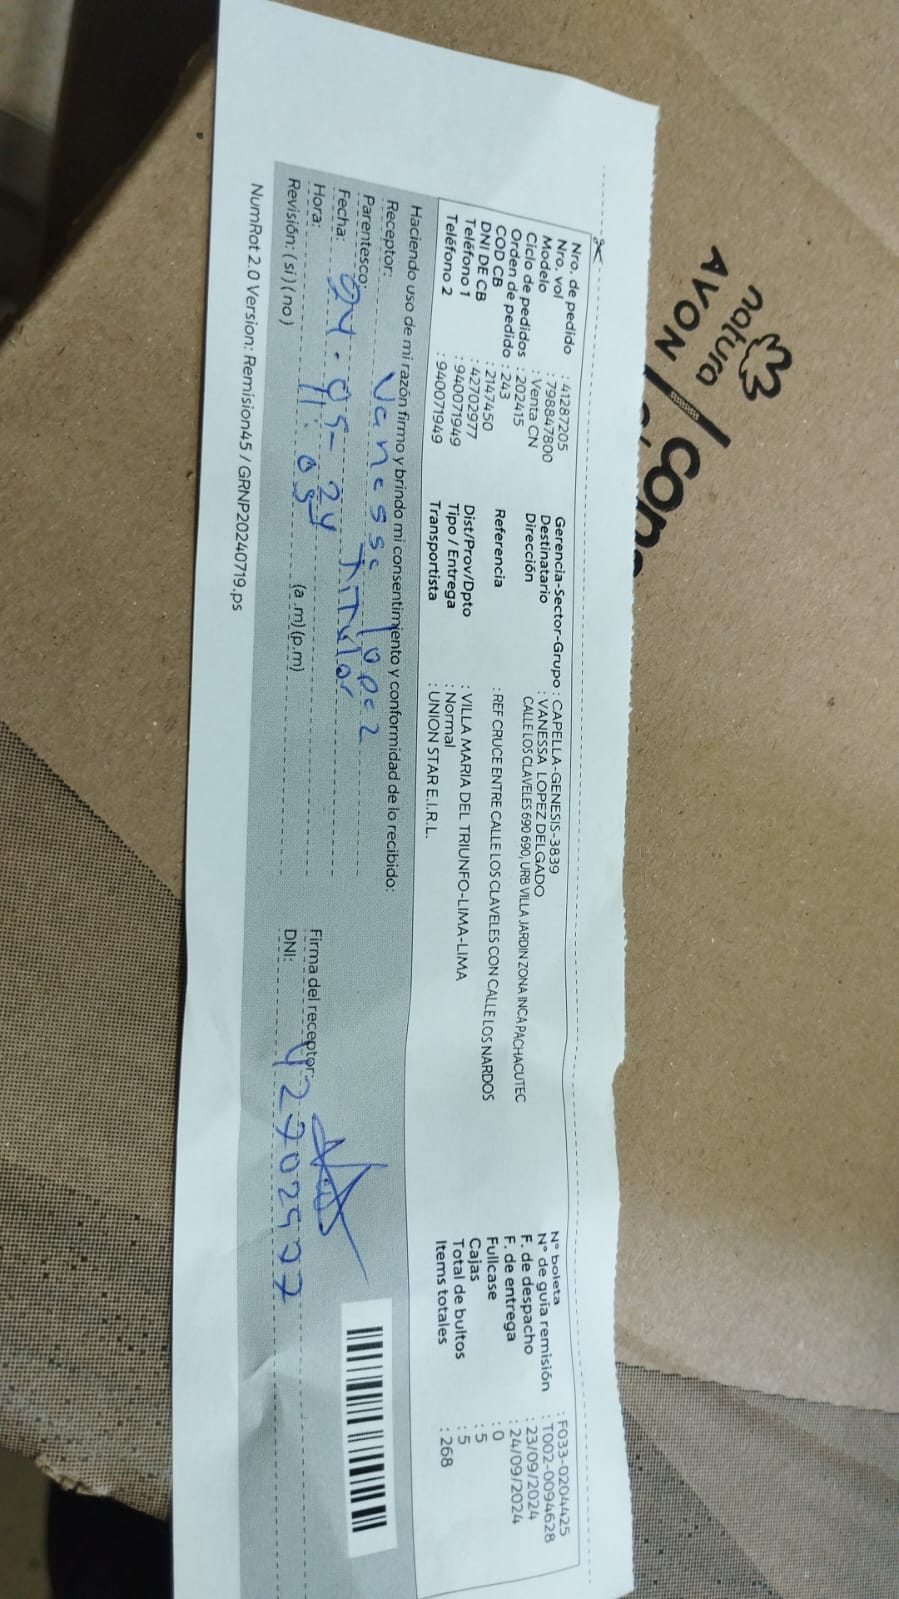 natura
AVON
Nro. de pedido : 41287205
Nro. vol : 798847800
Modelo : Venta CN
Ciclo de pedidos : 202415
Orden de pedido : 243
COD CB : 2147450
DNI DE CB : 42702977
Teléfono 1 : 940071949
Teléfono 2 : 940071949
Gerencia-Sector-Grupo : CAPELLA-GENESIS-3839
Destinatario : VANESSA LOPEZ DELGADO
Dirección CALLE LOS CLAVELES 690 690, URB VILLA JARDIN ZONA INCA PACHACUTEC
Referencia : REF CRUCE ENTRE CALLE LOS CLAVELES CON CALLE LOS NARDOS
Dist/Prov/Dpto : VILLA MARIA DEL TRIUNFO-LIMA-LIMA
Tipo / Entrega : Normal
Transportista : UNION STAR E.I.R.L.
N° boleta : F033-0204425
N° de guía remisión : T002-0094628
F. de despacho : 23/09/2024
F. de entrega : 24/09/2024
Fullcase : 0
Cajas : 5
Total de bultos : 5
Items totales : 268
Haciendo uso de mi razón firmo y brindo mi consentimiento y conformidad de lo recibido:
Receptor: Vanessa lopez
Parentesco: Titular
Fecha: 24-09-24
Hora: 11:03 (a .m) (p.m)
Revisión: ( si ) ( no )
Firma del receptor:
DNI: 42702977
NumRot 2.0 Version: Remision45 / GRNP20240719.ps